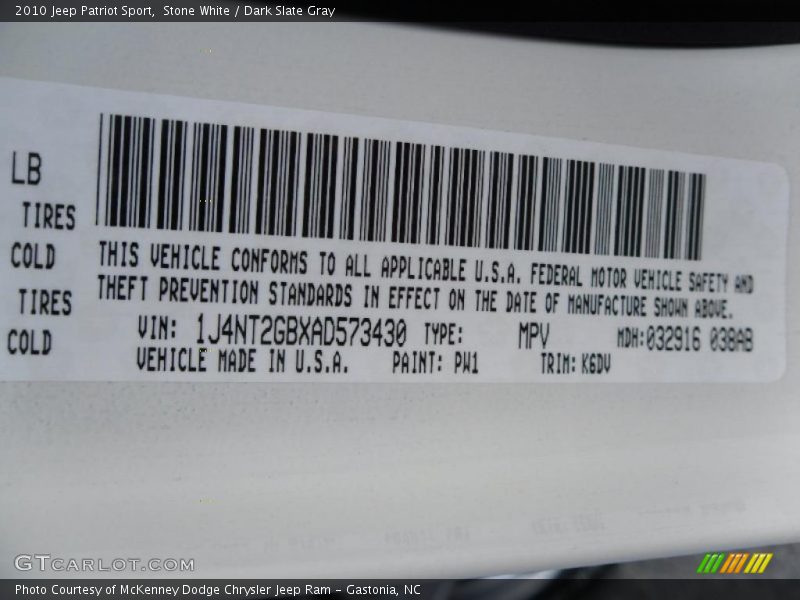 2010 Jeep Patriot Sport,  Stone White / Dark Slate Gray
LB
TIRES
COLD
TIRES
COLD
THIS VEHICLE CONFORMS TO ALL APPLICABLE U.S.A. FEDERAL MOTOR VEHICLE SAFETY AND
THEFT PREVENTION STANDARDS IN EFFECT ON THE DATE OF MANUFACTURE SHOWN ABOVE.
VIN: 1J4NT2GBXAD573430 TYPE: MPV MDH:032916 038AB
VEHICLE MADE IN U.S.A. PAINT: PW1 TRIM: K6DV
GTCARLOT.COM
Photo Courtesy of McKenney Dodge Chrysler Jeep Ram – Gastonia, NC